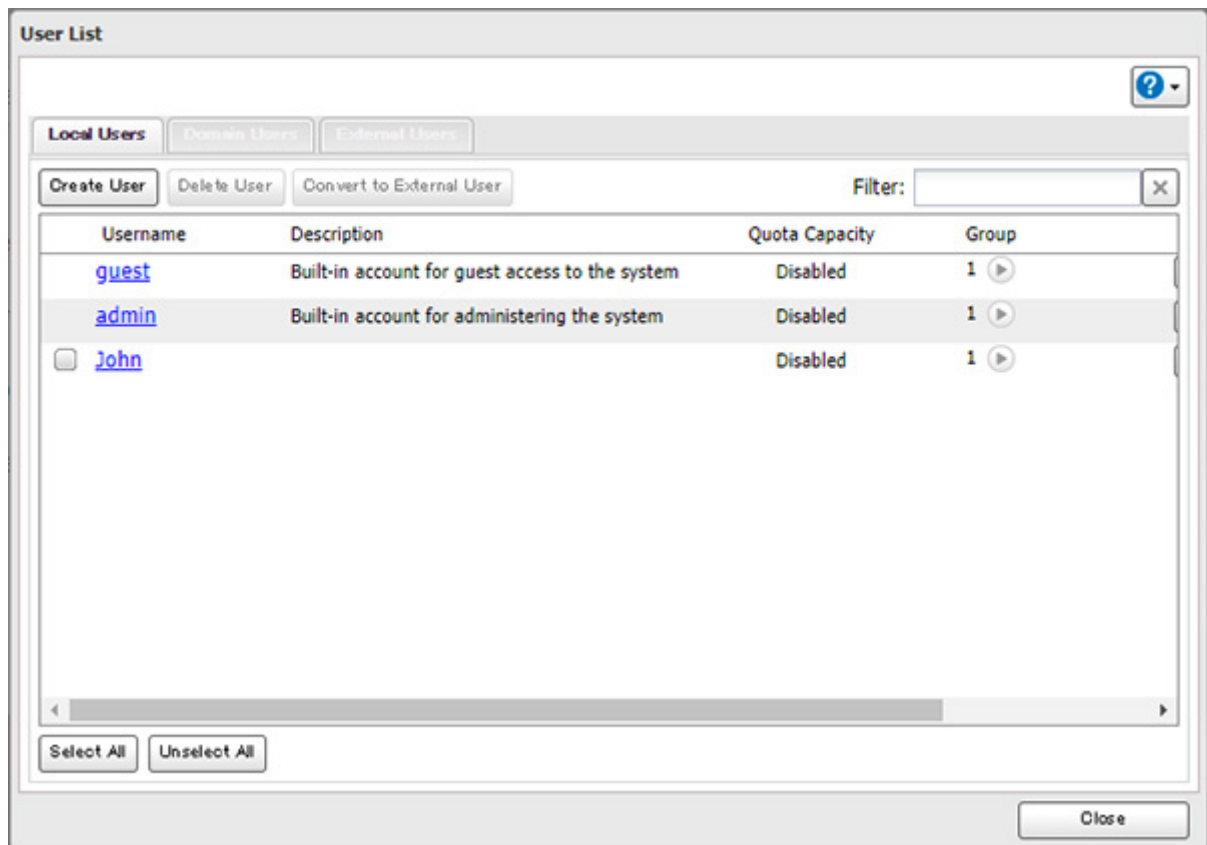 User List
Local Users Domain Users External Users
Create User Delete User Convert to External User Filter:
Username Description Quota Capacity Group
guest Built-in account for guest access to the system Disabled 1
admin Built-in account for administering the system Disabled 1
John Disabled 1
Select All Unselect All
Close